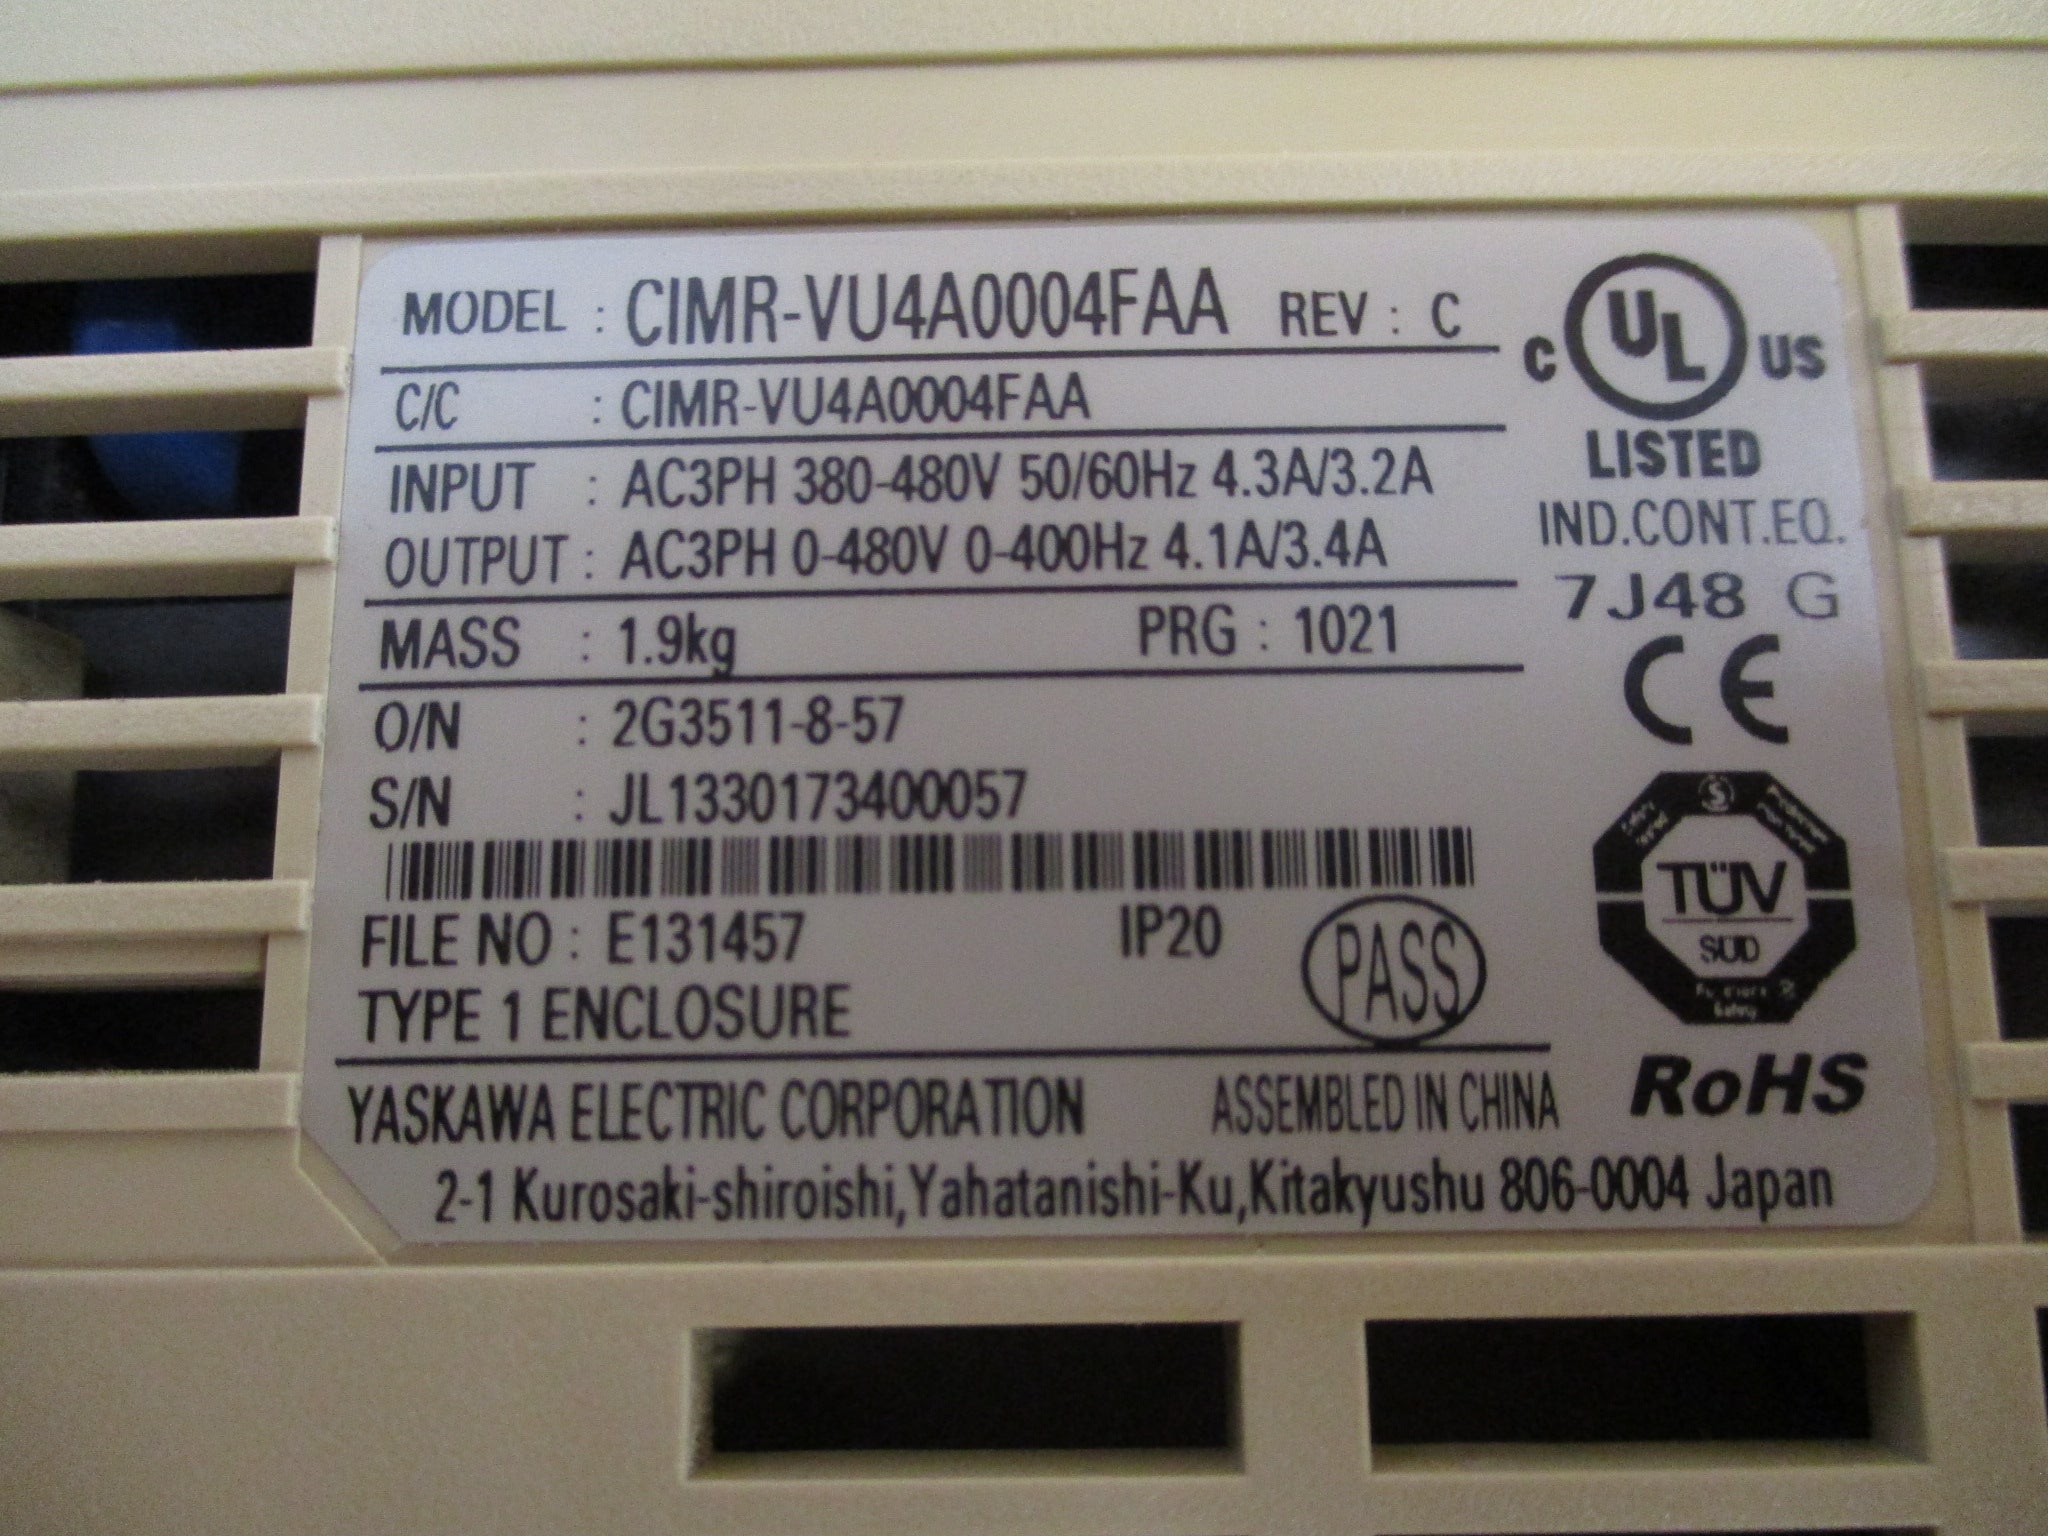 MODEL : CIMR-VU4A0004FAA REV : C
C/C : CIMR-VU4A0004FAA
INPUT : AC3PH 380-480V 50/60Hz 4.3A/3.2A
OUTPUT : AC3PH 0-480V 0-400Hz 4.1A/3.4A
MASS : 1.9kg PRG : 1021
O/N : 2G3511-8-57
S/N : JL1330173400057
FILE NO : E131457 IP20
PASS
TYPE 1 ENCLOSURE
YASKAWA ELECTRIC CORPORATION ASSEMBLED IN CHINA
2-1 Kurosaki-shiroishi,Yahatanishi-Ku,Kitakyushu 806-0004 Japan
C UL US
LISTED
IND.CONT.EQ.
7J48 G
CE
S
TÜV
SÜD
RoHS